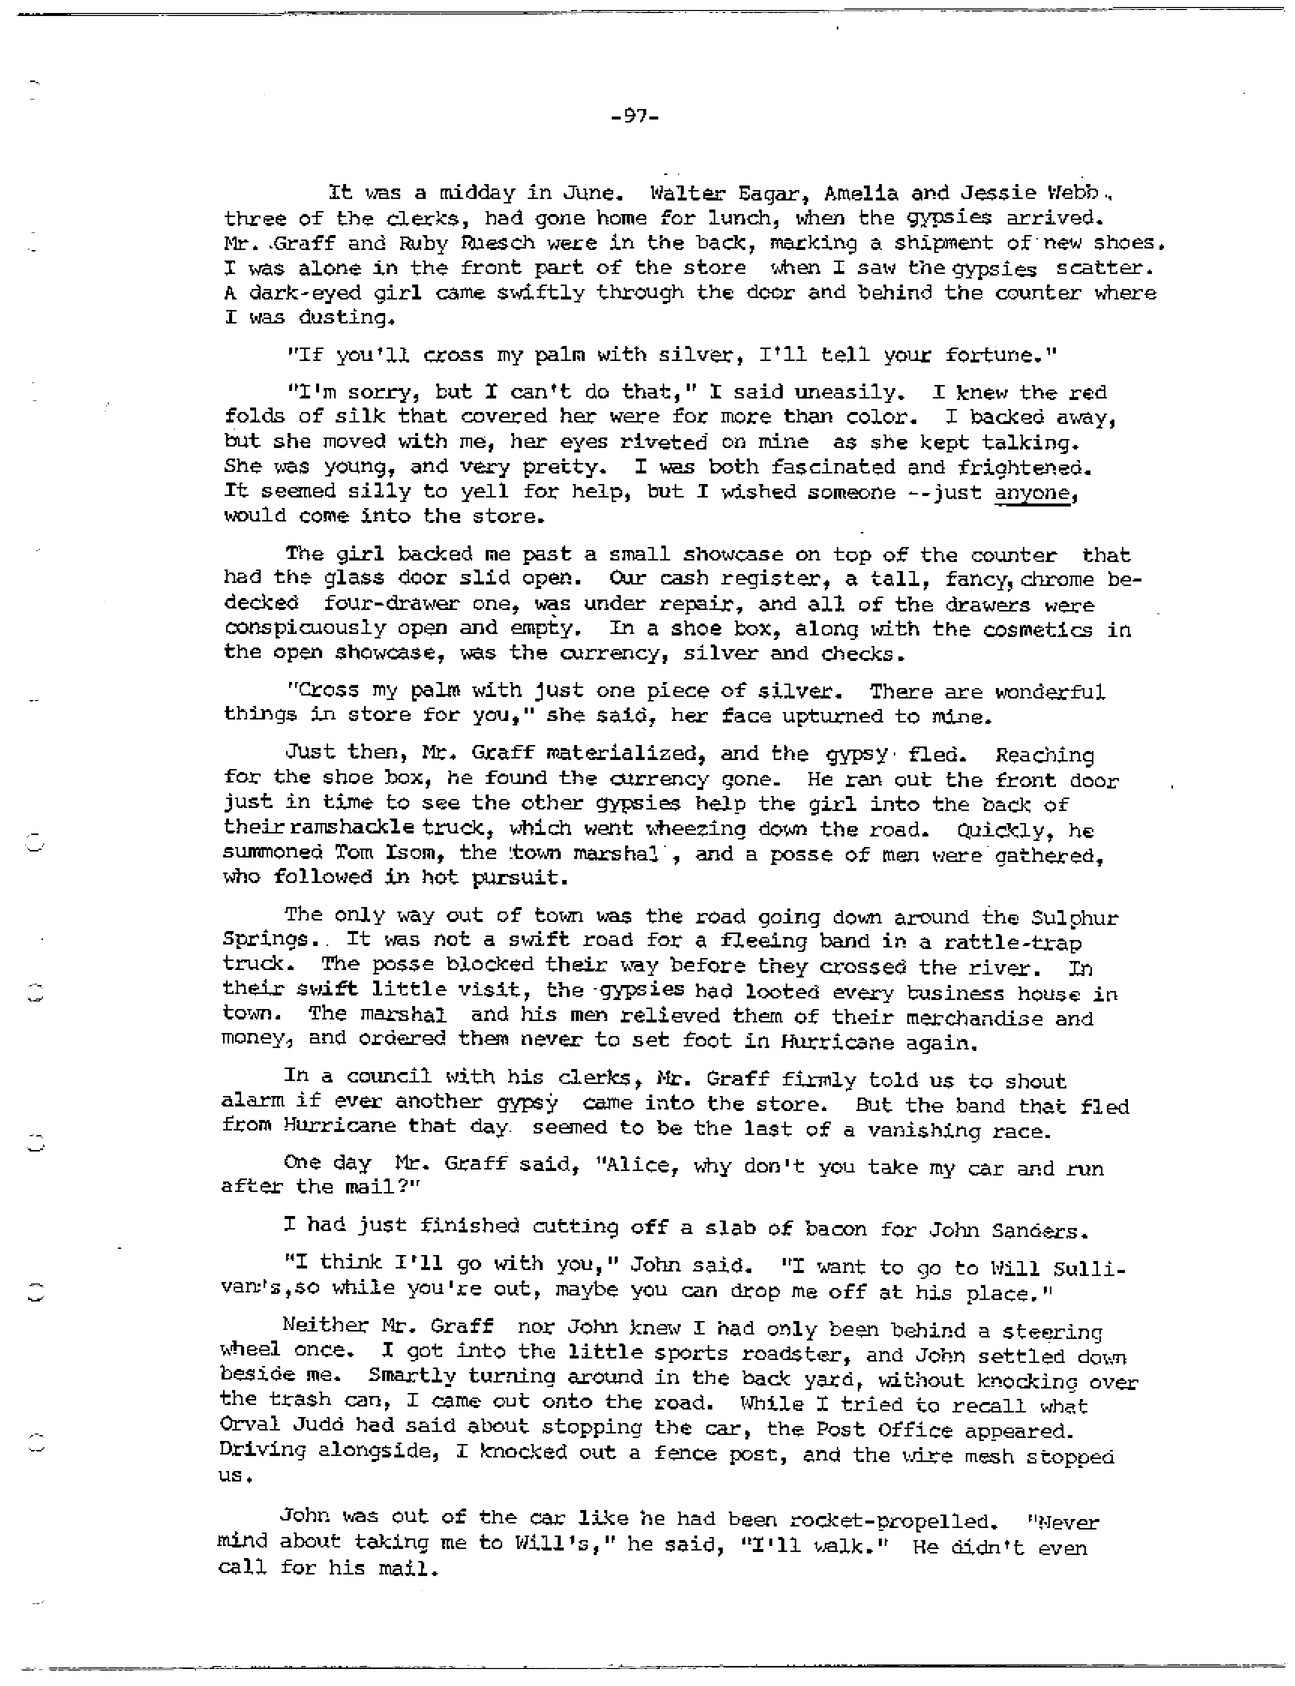 -97-
It was a midday in June. Walter Eagar, Amelia and Jessie Webb,
three of the clerks, had gone home for lunch, when the gypsies arrived.
Mr. Graff and Ruby Ruesch were in the back, marking a shipment of new shoes.
I was alone in the front part of the store when I saw the gypsies scatter.
A dark-eyed girl came swiftly through the door and behind the counter where
I was dusting.
"If you'll cross my palm with silver, I'll tell your fortune."
"I'm sorry, but I can't do that," I said uneasily. I knew the red
folds of silk that covered her were for more than color. I backed away,
but she moved with me, her eyes riveted on mine as she kept talking.
She was young, and very pretty. I was both fascinated and frightened.
It seemed silly to yell for help, but I wished someone --just anyone,
would come into the store.
The girl backed me past a small showcase on top of the counter that
had the glass door slid open. Our cash register, a tall, fancy, chrome be-
decked four-drawer one, was under repair, and all of the drawers were
conspicuously open and empty. In a shoe box, along with the cosmetics in
the open showcase, was the currency, silver and checks.
"Cross my palm with just one piece of silver. There are wonderful
things in store for you," she said, her face upturned to mine.
Just then, Mr. Graff materialized, and the gypsy fled. Reaching
for the shoe box, he found the currency gone. He ran out the front door
just in time to see the other gypsies help the girl into the back of
their ramshackle truck, which went wheezing down the road. Quickly, he
summoned Tom Isom, the town marshal, and a posse of men were gathered,
who followed in hot pursuit.
The only way out of town was the road going down around the Sulphur
Springs. It was not a swift road for a fleeing band in a rattle-trap
truck. The posse blocked their way before they crossed the river. In
their swift little visit, the gypsies had looted every business house in
town. The marshal and his men relieved them of their merchandise and
money, and ordered them never to set foot in Hurricane again.
In a council with his clerks, Mr. Graff firmly told us to shout
alarm if ever another gypsy came into the store. But the band that fled
from Hurricane that day seemed to be the last of a vanishing race.
One day Mr. Graff said, "Alice, why don't you take my car and run
after the mail?"
I had just finished cutting off a slab of bacon for John Sanders.
"I think I'll go with you," John said. "I want to go to Will Sulli-
van's,so while you're out, maybe you can drop me off at his place."
Neither Mr. Graff nor John knew I had only been behind a steering
wheel once. I got into the little sports roadster, and John settled down
beside me. Smartly turning around in the back yard, without knocking over
the trash can, I came out onto the road. While I tried to recall what
Orval Judd had said about stopping the car, the Post Office appeared.
Driving alongside, I knocked out a fence post, and the wire mesh stopped
us.
John was out of the car like he had been rocket-propelled. "Never
mind about taking me to Will's," he said, "I'll walk." He didn't even
call for his mail.